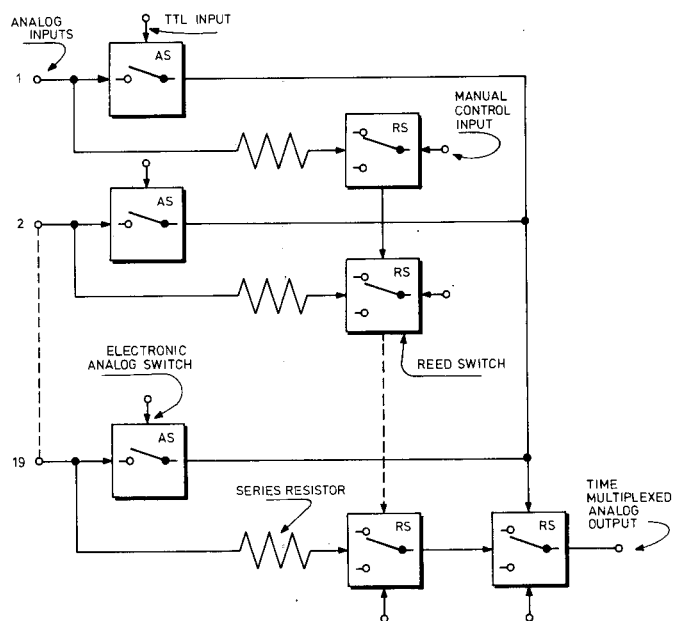 ANALOG
INPUTS
TTL INPUT
AS
1
MANUAL
CONTROL
INPUT
RS
AS
2
RS
ELECTRONIC
ANALOG SWITCH
REED SWITCH
AS
19
SERIES RESISTOR
TIME
MULTIPLEXED
ANALOG
OUTPUT
RS
RS